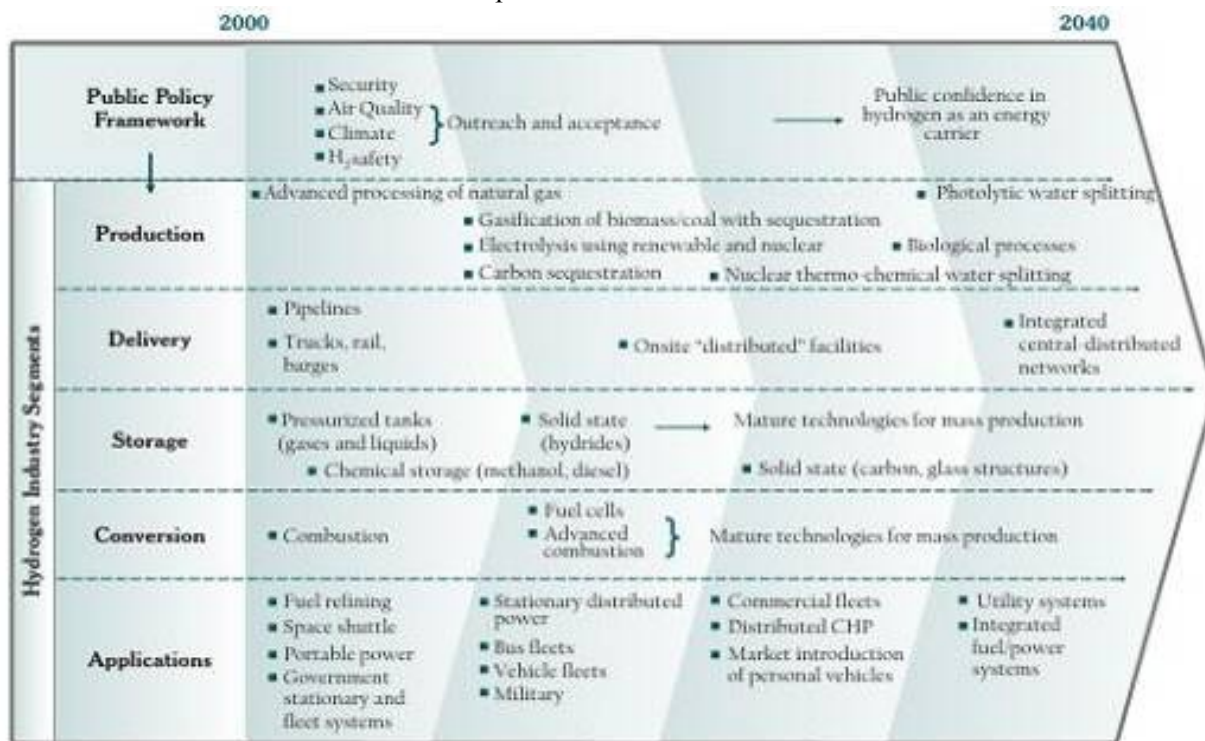 2000
2040
Public Policy
Framework
■ Security
■ Air Quality
■ Climate
■ H₂safety
Outreach and acceptance
Public confidence in
hydrogen as an energy
carrier
Hydrogen Industry Segments
Production
■ Advanced processing of natural gas
■ Gasification of biomass/coal with sequestration
■ Electrolysis using renewable and nuclear
■ Carbon sequestration
■ Photolytic water splitting
■ Biological processes
■ Nuclear thermo-chemical water splitting
Delivery
■ Pipelines
■ Trucks, rail,
barges
■ Onsite "distributed" facilities
■ Integrated
central-distributed
networks
Storage
■ Pressurized tanks
(gases and liquids)
■ Solid state
(hydrides)
Mature technologies for mass production
■ Chemical storage (methanol, diesel)
■ Solid state (carbon, glass structures)
Conversion
■ Combustion
■ Fuel cells
■ Advanced
combustion
Mature technologies for mass production
Applications
■ Fuel refining
■ Space shuttle
■ Portable power
■ Government
stationary and
fleet systems
■ Stationary distributed
power
■ Bus fleets
■ Vehicle fleets
■ Military
■ Commercial fleets
■ Distributed CHP
■ Market introduction
of personal vehicles
■ Utility systems
■ Integrated
fuel/power
systems